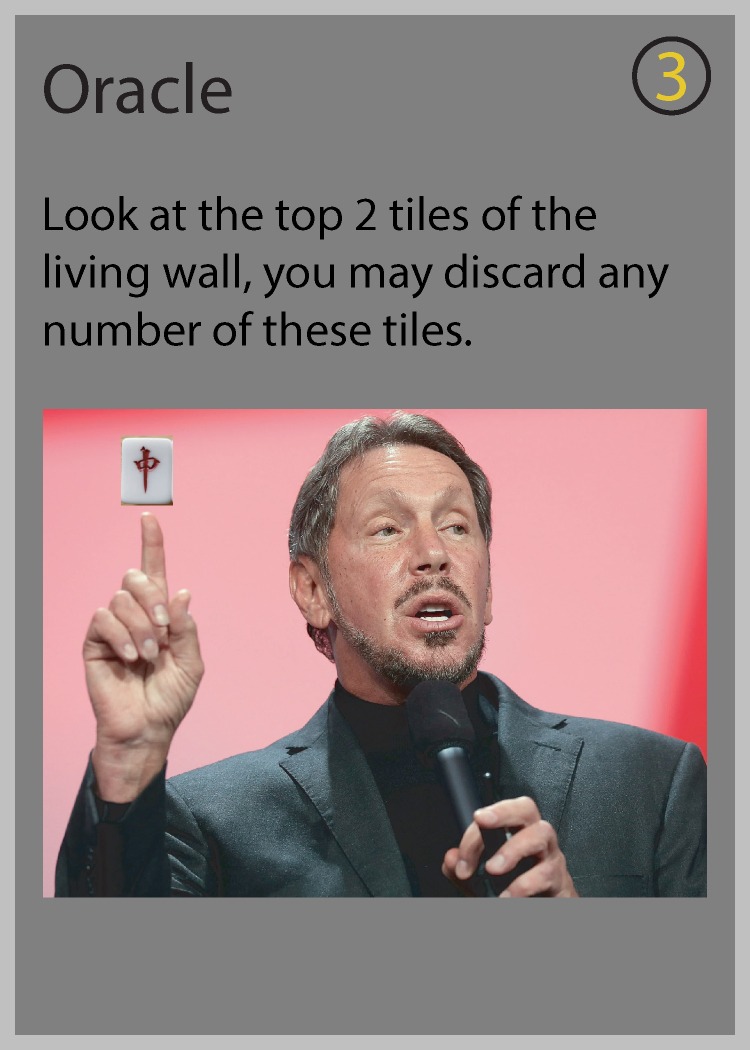 Oracle
3
Look at the top 2 tiles of the
living wall, you may discard any
number of these tiles.
中